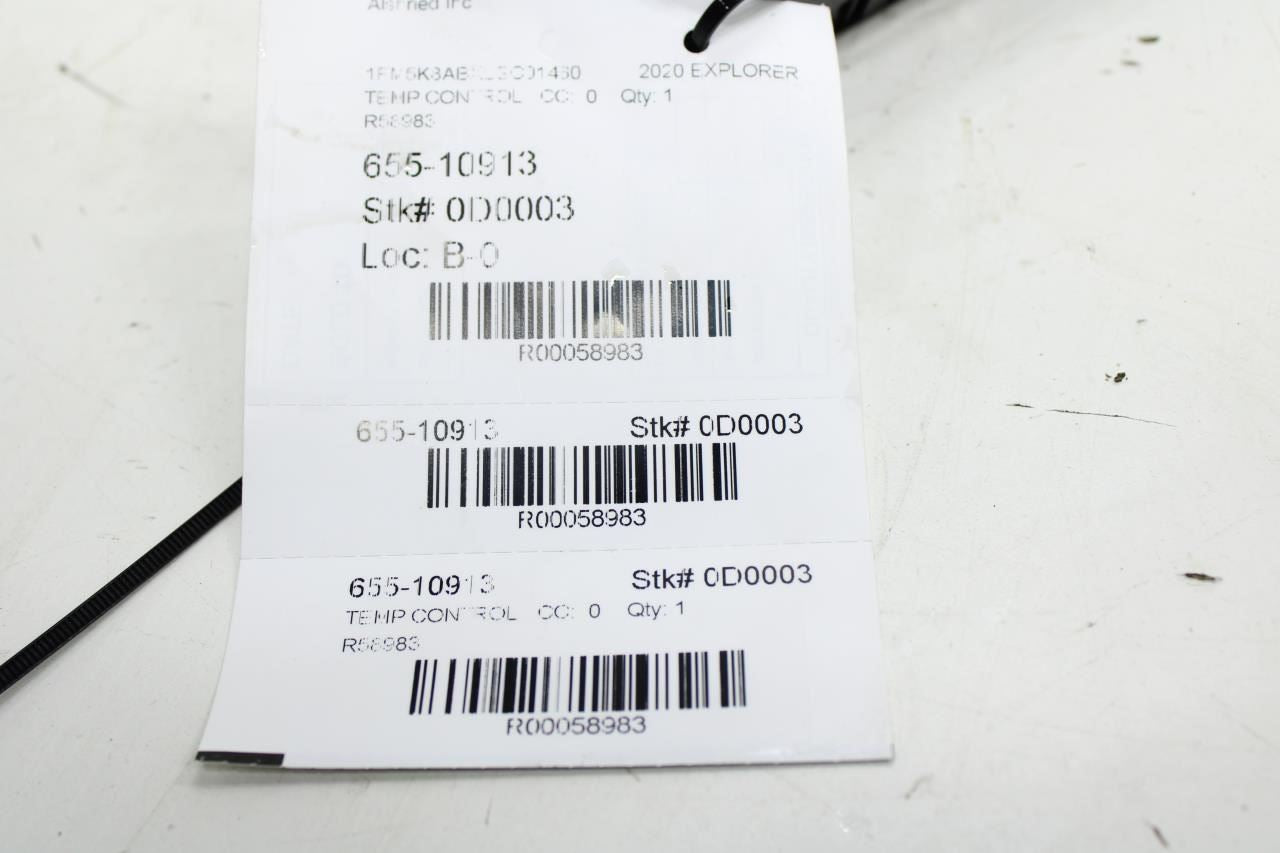 2020 EXPLORER
TEMP CONTROL CC: 0 Qty: 1
R58983
655-10913
Stk# 0D0003
Loc: B-0
R00058983
655-10913 Stk# 0D0003
R00058983
655-10913 Stk# 0D0003
TEMP CONTROL CC: 0 Qty: 1
R58983
R00058983